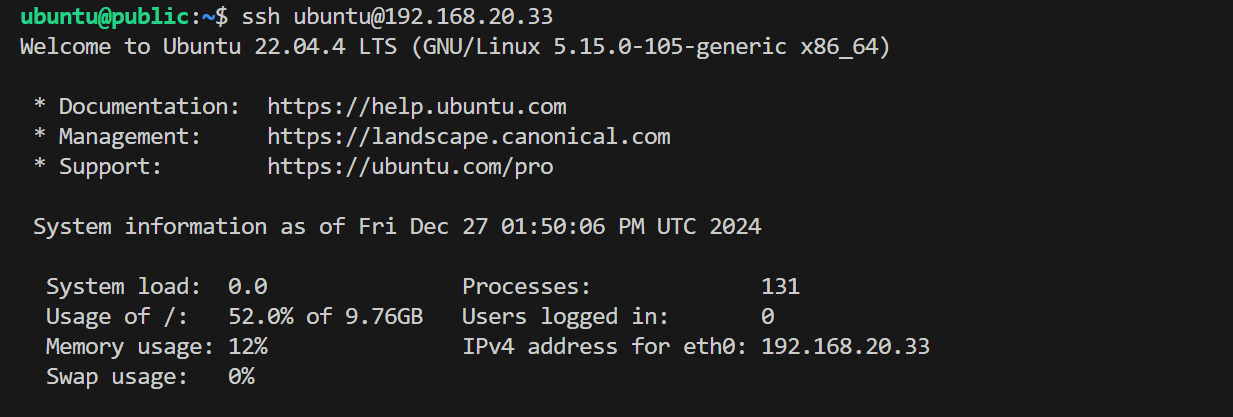 ubuntu@public:~$ ssh ubuntu@192.168.20.33
Welcome to Ubuntu 22.04.4 LTS (GNU/Linux 5.15.0-105-generic x86_64)

 * Documentation:  https://help.ubuntu.com
 * Management:     https://landscape.canonical.com
 * Support:        https://ubuntu.com/pro

 System information as of Fri Dec 27 01:50:06 PM UTC 2024

  System load:  0.0               Processes:             131
  Usage of /:   52.0% of 9.76GB   Users logged in:       0
  Memory usage: 12%               IPv4 address for eth0: 192.168.20.33
  Swap usage:   0%